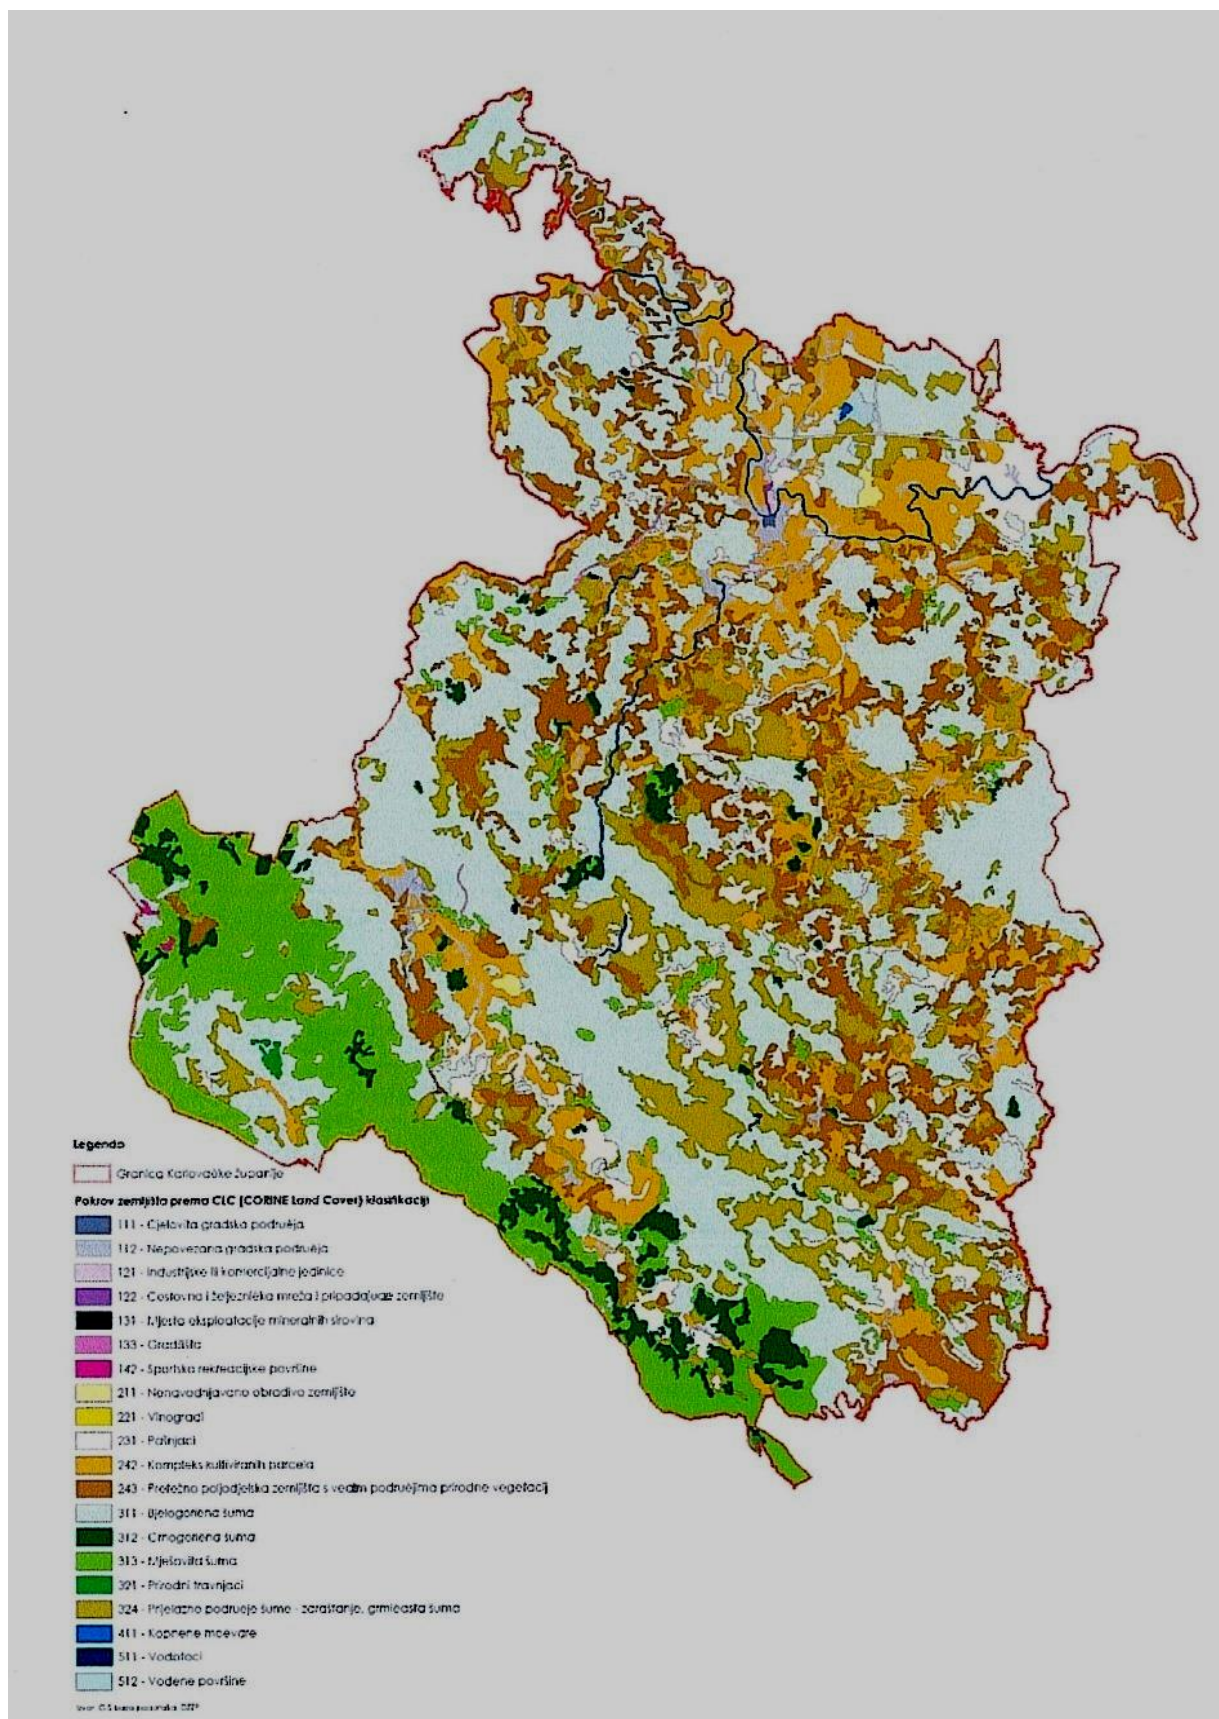 Legenda
Granica Karlovačke županije
Pokrov zemljišta prema CLC (CORINE Land Cover) klasifikaciji
111 - Cjelovita gradska područja
112 - Nepovezana gradska područja
121 - Industrijske ili komercijalne jedinice
122 - Cestovna i željeznička mreža i pripadajuće zemljište
131 - Mjesta eksploatacije mineralnih sirovina
133 - Gradilišta
142 - Sportsko rekreacijske površine
211 - Nenavodnjavano obradivo zemljište
221 - Vinogradi
231 - Pašnjaci
242 - Kompleks kultiviranih parcela
243 - Pretežno poljodjelska zemljišta s većim područjima prirodne vegetacij
311 - Bjelogorična šuma
312 - Crnogorična šuma
313 - Mješovita šuma
321 - Prirodni travnjaci
324 - Prijelazno područje šume - zaraštanje, grmičasta šuma
411 - Kopnene močvare
511 - Vodotoci
512 - Vodene površine